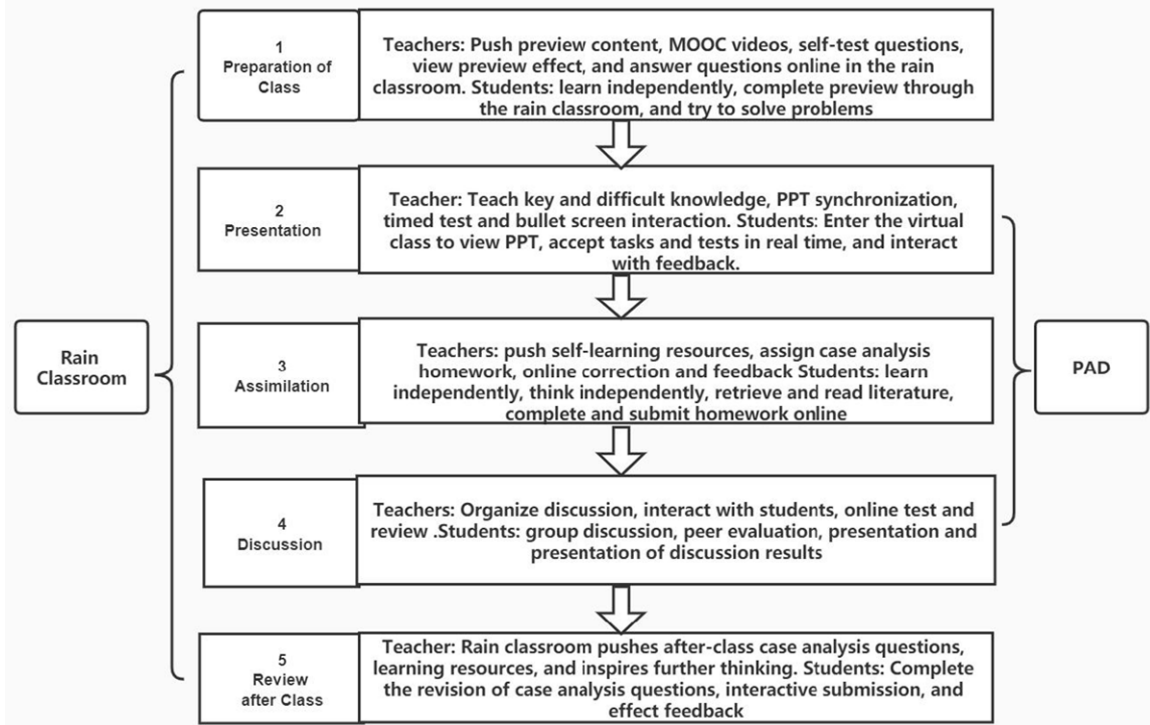 1
Preparation of
Class
Teachers: Push preview content, MOOC videos, self-test questions,
view preview effect, and answer questions online in the rain
classroom. Students: learn independently, complete preview through
the rain classroom, and try to solve problems
2
Presentation
Teacher: Teach key and difficult knowledge, PPT synchronization,
timed test and bullet screen interaction. Students: Enter the virtual
class to view PPT, accept tasks and tests in real time, and interact
with feedback.
Rain
Classroom
3
Assimilation
Teachers: push self-learning resources, assign case analysis
homework, online correction and feedback Students: learn
independently, think independently, retrieve and read literature,
complete and submit homework online
PAD
4
Discussion
Teachers: Organize discussion, interact with students, online test and
review .Students: group discussion, peer evaluation, presentation and
presentation of discussion results
5
Review
after Class
Teacher: Rain classroom pushes after-class case analysis questions,
learning resources, and inspires further thinking. Students: Complete
the revision of case analysis questions, interactive submission, and
effect feedback